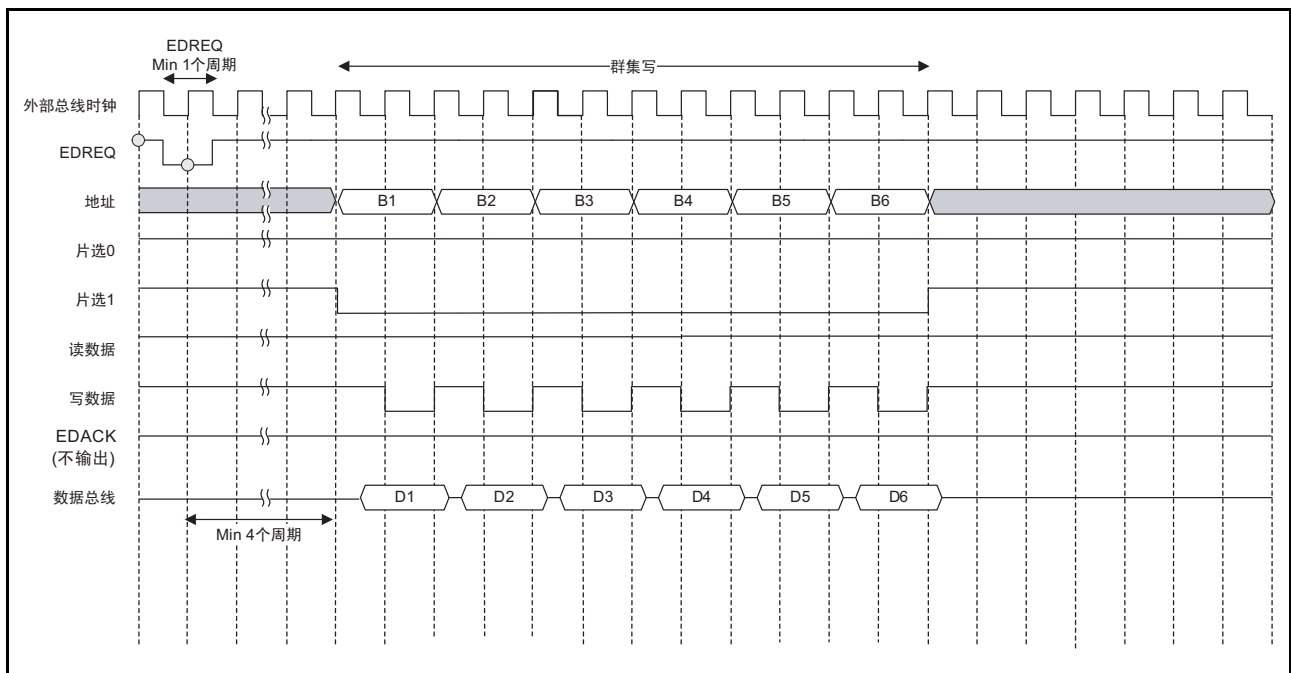 EDREQ
Min 1个周期
群集写
外部总线时钟
EDREQ
地址
B1 B2 B3 B4 B5 B6
片选0
片选1
读数据
写数据
EDACK
(不输出)
数据总线
D1 D2 D3 D4 D5 D6
Min 4个周期